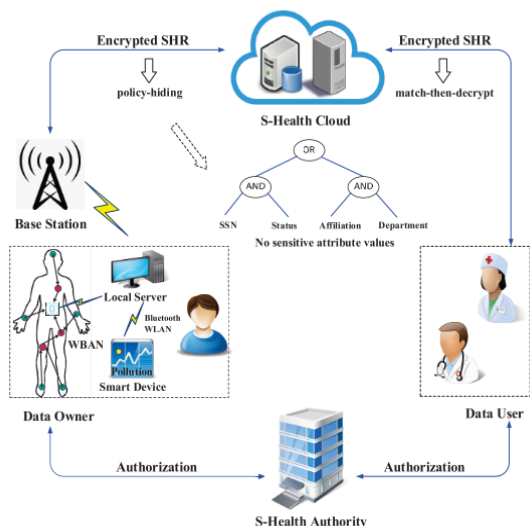 Encrypted SHR
Encrypted SHR
policy-hiding
match-then-decrypt
S-Health Cloud
OR
AND
AND
SSN
Status
Affiliation
Department
No sensitive attribute values
Base Station
Local Server
Bluetooth
WLAN
WBAN
Pollution
Smart Device
Data Owner
Data User
Authorization
Authorization
S-Health Authority